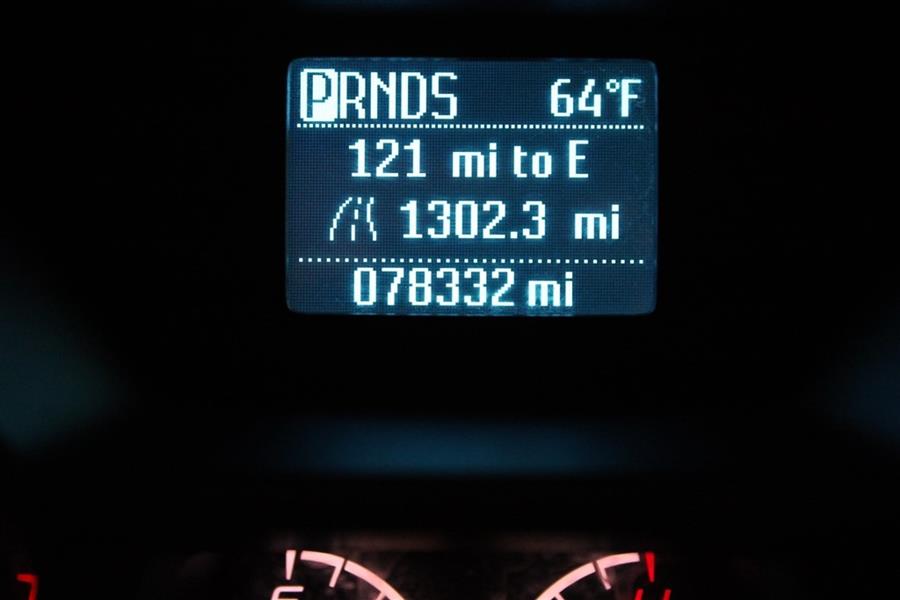 PRNDS 64°F
121 mi to E
1302.3 mi
078332 mi